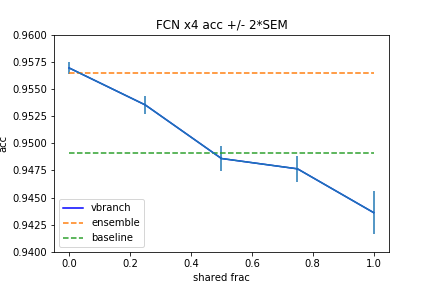 FCN x4 acc +/- 2*SEM
0.9600
0.9575
0.9550
0.9525
0.9500
0.9475
0.9450
0.9425
0.9400
acc
vbranch
ensemble
baseline
0.0 0.2 0.4 0.6 0.8 1.0
shared frac